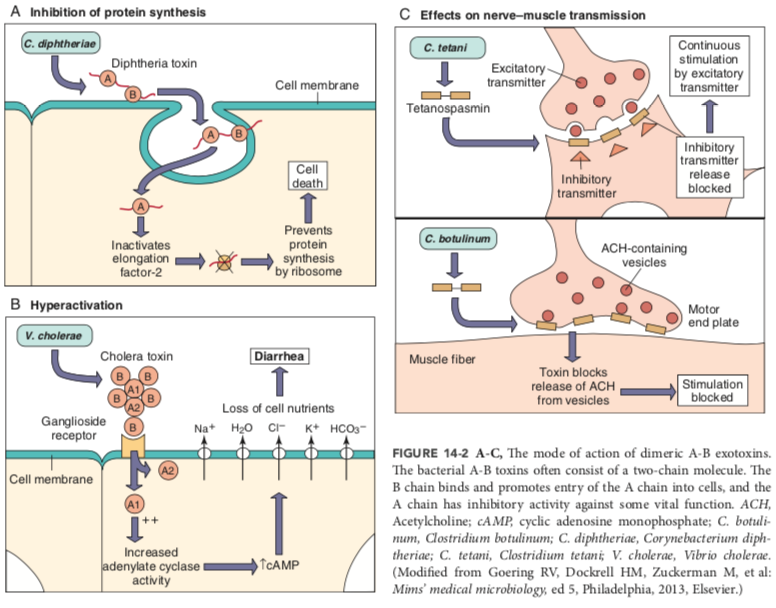 A Inhibition of protein synthesis
C. diphtheriae
Diphtheria toxin
A
B
Cell membrane
A
B
A
Cell
death
Inactivates
elongation
factor-2
Prevents
protein
synthesis
by ribosome
B Hyperactivation
V. cholerae
Cholera toxin
B
B
A1
B
B
A2
B
Ganglioside
receptor
Diarrhea
Loss of cell nutrients
Na⁺
H₂O
Cl⁻
K⁺
HCO₃⁻
Cell membrane
A2
A1
++
Increased
adenylate cyclase
activity
↑cAMP
C Effects on nerve–muscle transmission
C. tetani
Tetanospasmin
Excitatory
transmitter
Continuous
stimulation
by excitatory
transmitter
Inhibitory
transmitter
Inhibitory
transmitter
release
blocked
C. botulinum
ACH-containing
vesicles
Motor
end plate
Muscle fiber
Toxin blocks
release of ACH
from vesicles
Stimulation
blocked
FIGURE 14-2 A-C, The mode of action of dimeric A-B exotoxins.
The bacterial A-B toxins often consist of a two-chain molecule. The
B chain binds and promotes entry of the A chain into cells, and the
A chain has inhibitory activity against some vital function. ACH,
Acetylcholine; cAMP, cyclic adenosine monophosphate; C. botuli-
num, Clostridium botulinum; C. diphtheriae, Corynebacterium diph-
theriae; C. tetani, Clostridium tetani; V. cholerae, Vibrio cholerae.
(Modified from Goering RV, Dockrell HM, Zuckerman M, et al:
Mims' medical microbiology, ed 5, Philadelphia, 2013, Elsevier.)